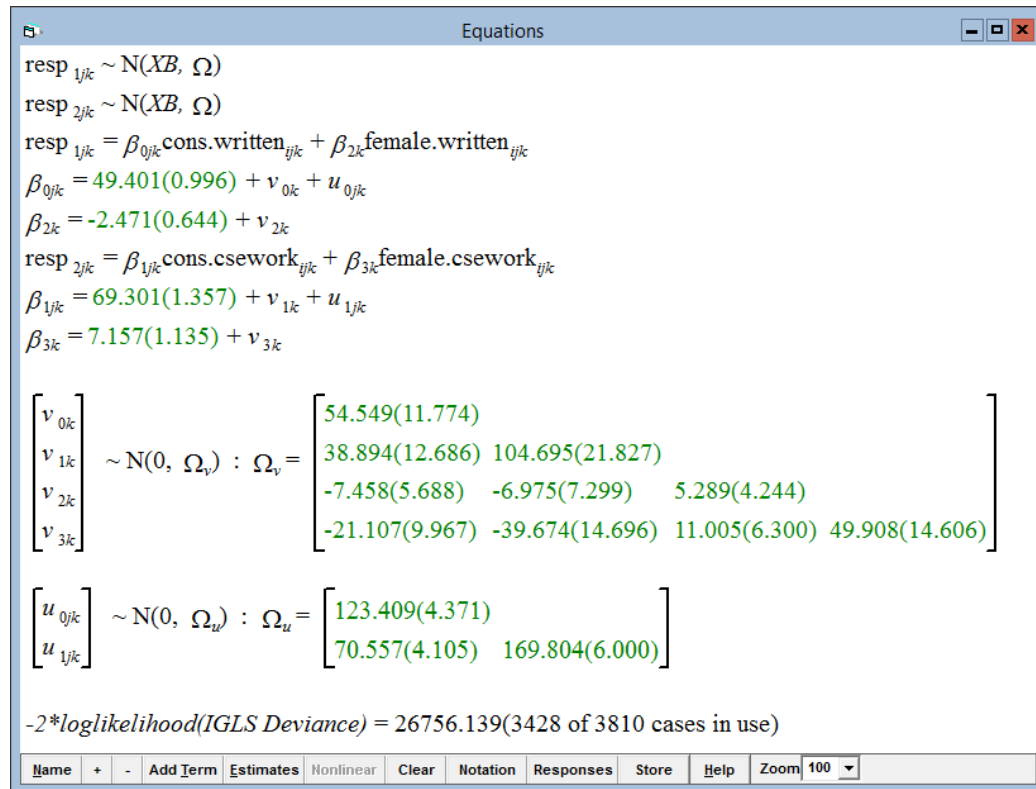 Equations
resp 1jk ~ N(XB, Ω)
resp 2jk ~ N(XB, Ω)
resp 1jk = β0jkcons.writtenijk + β2kfemale.writtenijk
β0jk = 49.401(0.996) + v0k + u0jk
β2k = -2.471(0.644) + v2k
resp 2jk = β1jkcons.cseworkijk + β3kfemale.cseworkijk
β1jk = 69.301(1.357) + v1k + u1jk
β3k = 7.157(1.135) + v3k
v0k 54.549(11.774)
v1k ~ N(0, Ωv) : Ωv = 38.894(12.686) 104.695(21.827)
v2k -7.458(5.688) -6.975(7.299) 5.289(4.244)
v3k -21.107(9.967) -39.674(14.696) 11.005(6.300) 49.908(14.606)
u0jk ~ N(0, Ωu) : Ωu = 123.409(4.371)
u1jk 70.557(4.105) 169.804(6.000)
-2*loglikelihood(IGLS Deviance) = 26756.139(3428 of 3810 cases in use)
Name + - Add Term Estimates Nonlinear Clear Notation Responses Store Help Zoom 100